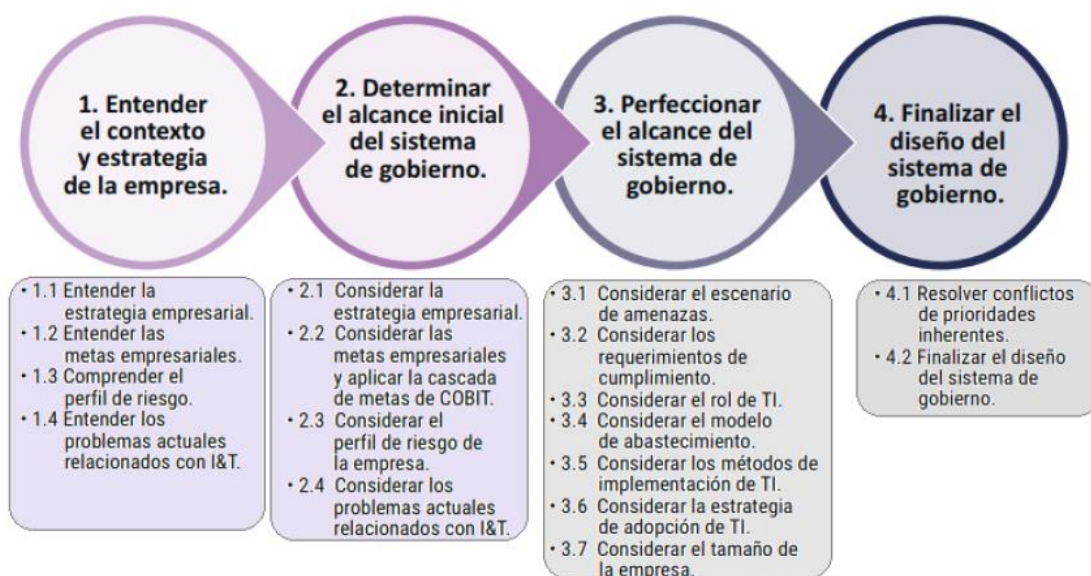 1. Entender
el contexto
y estrategia
de la empresa.
2. Determinar
el alcance inicial
del sistema
de gobierno.
3. Perfeccionar
el alcance del
sistema de
gobierno.
4. Finalizar el
diseño del
sistema de
gobierno.
• 1.1 Entender la
estrategia empresarial.
• 1.2 Entender las
metas empresariales.
• 1.3 Comprender el
perfil de riesgo.
• 1.4 Entender los
problemas actuales
relacionados con I&T.
• 2.1 Considerar la
estrategia empresarial.
• 2.2 Considerar las
metas empresariales
y aplicar la cascada
de metas de COBIT.
• 2.3 Considerar el
perfil de riesgo de
la empresa.
• 2.4 Considerar los
problemas actuales
relacionados con I&T.
• 3.1 Considerar el escenario
de amenazas.
• 3.2 Considerar los
requerimientos de
cumplimiento.
• 3.3 Considerar el rol de TI.
• 3.4 Considerar el modelo
de abastecimiento.
• 3.5 Considerar los métodos de
implementación de TI.
• 3.6 Considerar la estrategia
de adopción de TI.
• 3.7 Considerar el tamaño de
la empresa.
• 4.1 Resolver conflictos
de prioridades
inherentes.
• 4.2 Finalizar el diseño
del sistema de
gobierno.